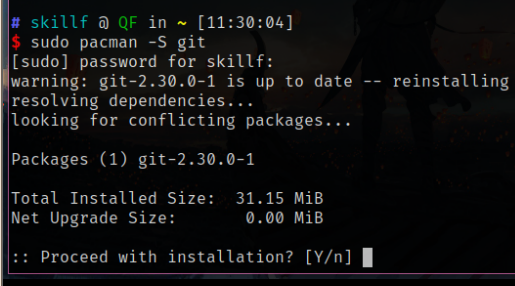 # skillf @ QF in ~ [11:30:04]
$ sudo pacman -S git
[sudo] password for skillf:
warning: git-2.30.0-1 is up to date -- reinstalling
resolving dependencies...
looking for conflicting packages...
Packages (1) git-2.30.0-1
Total Installed Size:  31.15 MiB
Net Upgrade Size:       0.00 MiB
:: Proceed with installation? [Y/n]